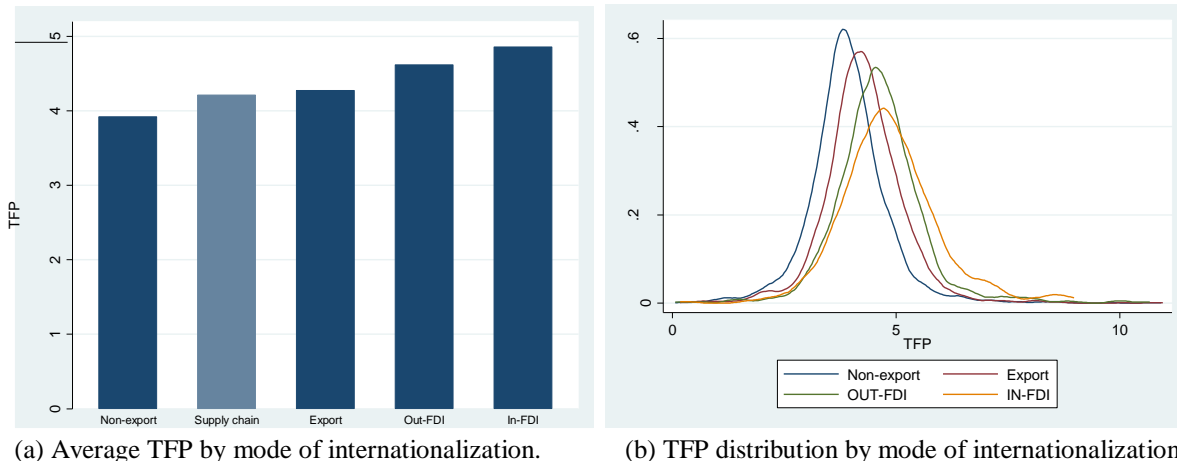 5
4
3
2
1
0
TFP
Non-export Supply chain Export Out-FDI In-FDI
(a) Average TFP by mode of internationalization.
.6
.4
.2
0
0 5 10
TFP
Non-export Export
OUT-FDI IN-FDI
(b) TFP distribution by mode of internationalization